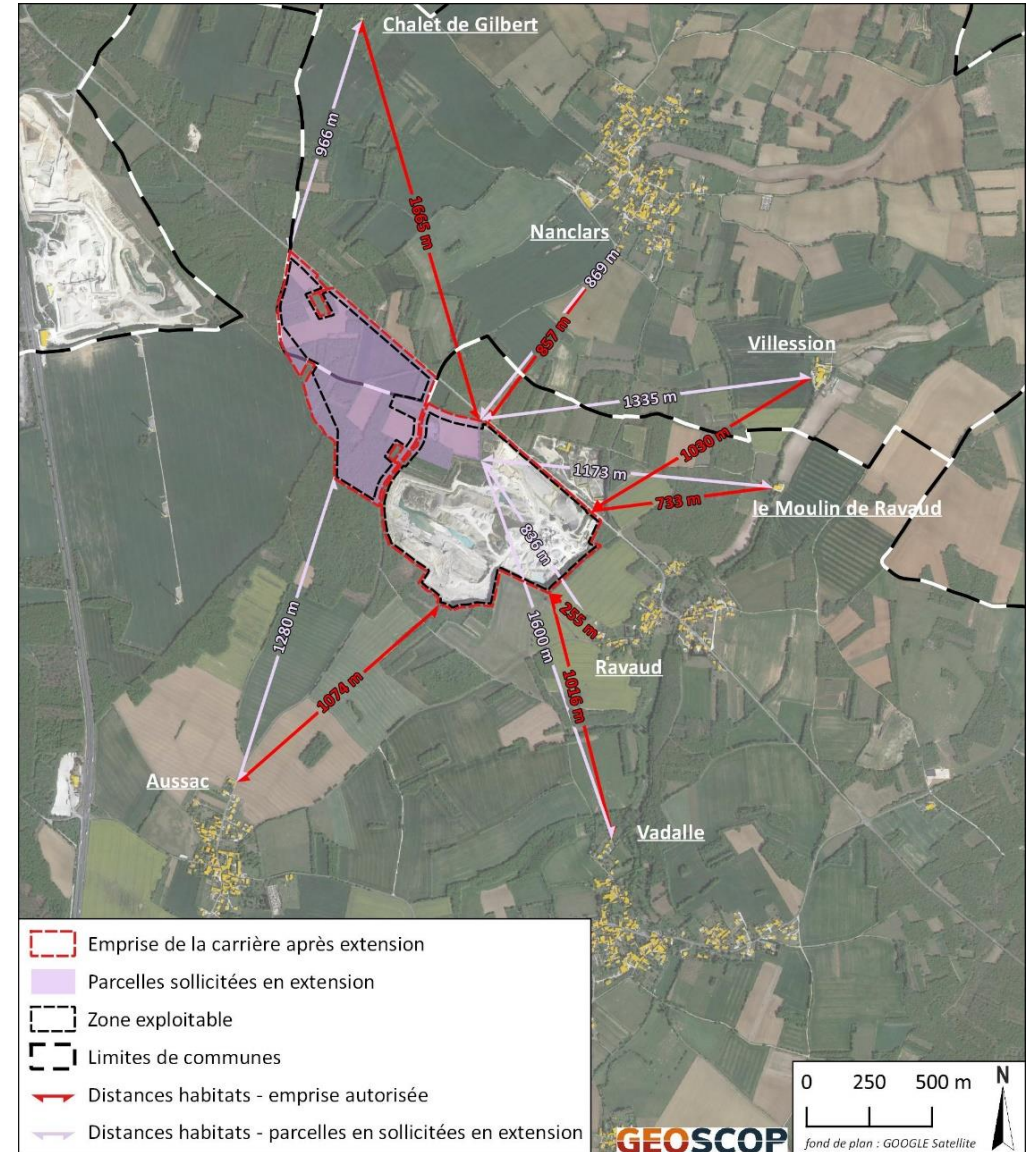 Chalet de Gilbert
966 m
1665 m
Nanclars
869 m
857 m
Villession
1335 m
1090 m
1173 m
733 m
le Moulin de Ravaud
836 m
255 m
1280 m
1600 m
Ravaud
1074 m
1016 m
Aussac
Vadalle
Emprise de la carrière après extension
Parcelles sollicitées en extension
Zone exploitable
Limites de communes
Distances habitats - emprise autorisée
Distances habitats - parcelles en sollicitées en extension
GEOSCOP
0 250 500 m
N
fond de plan : GOOGLE Satellite